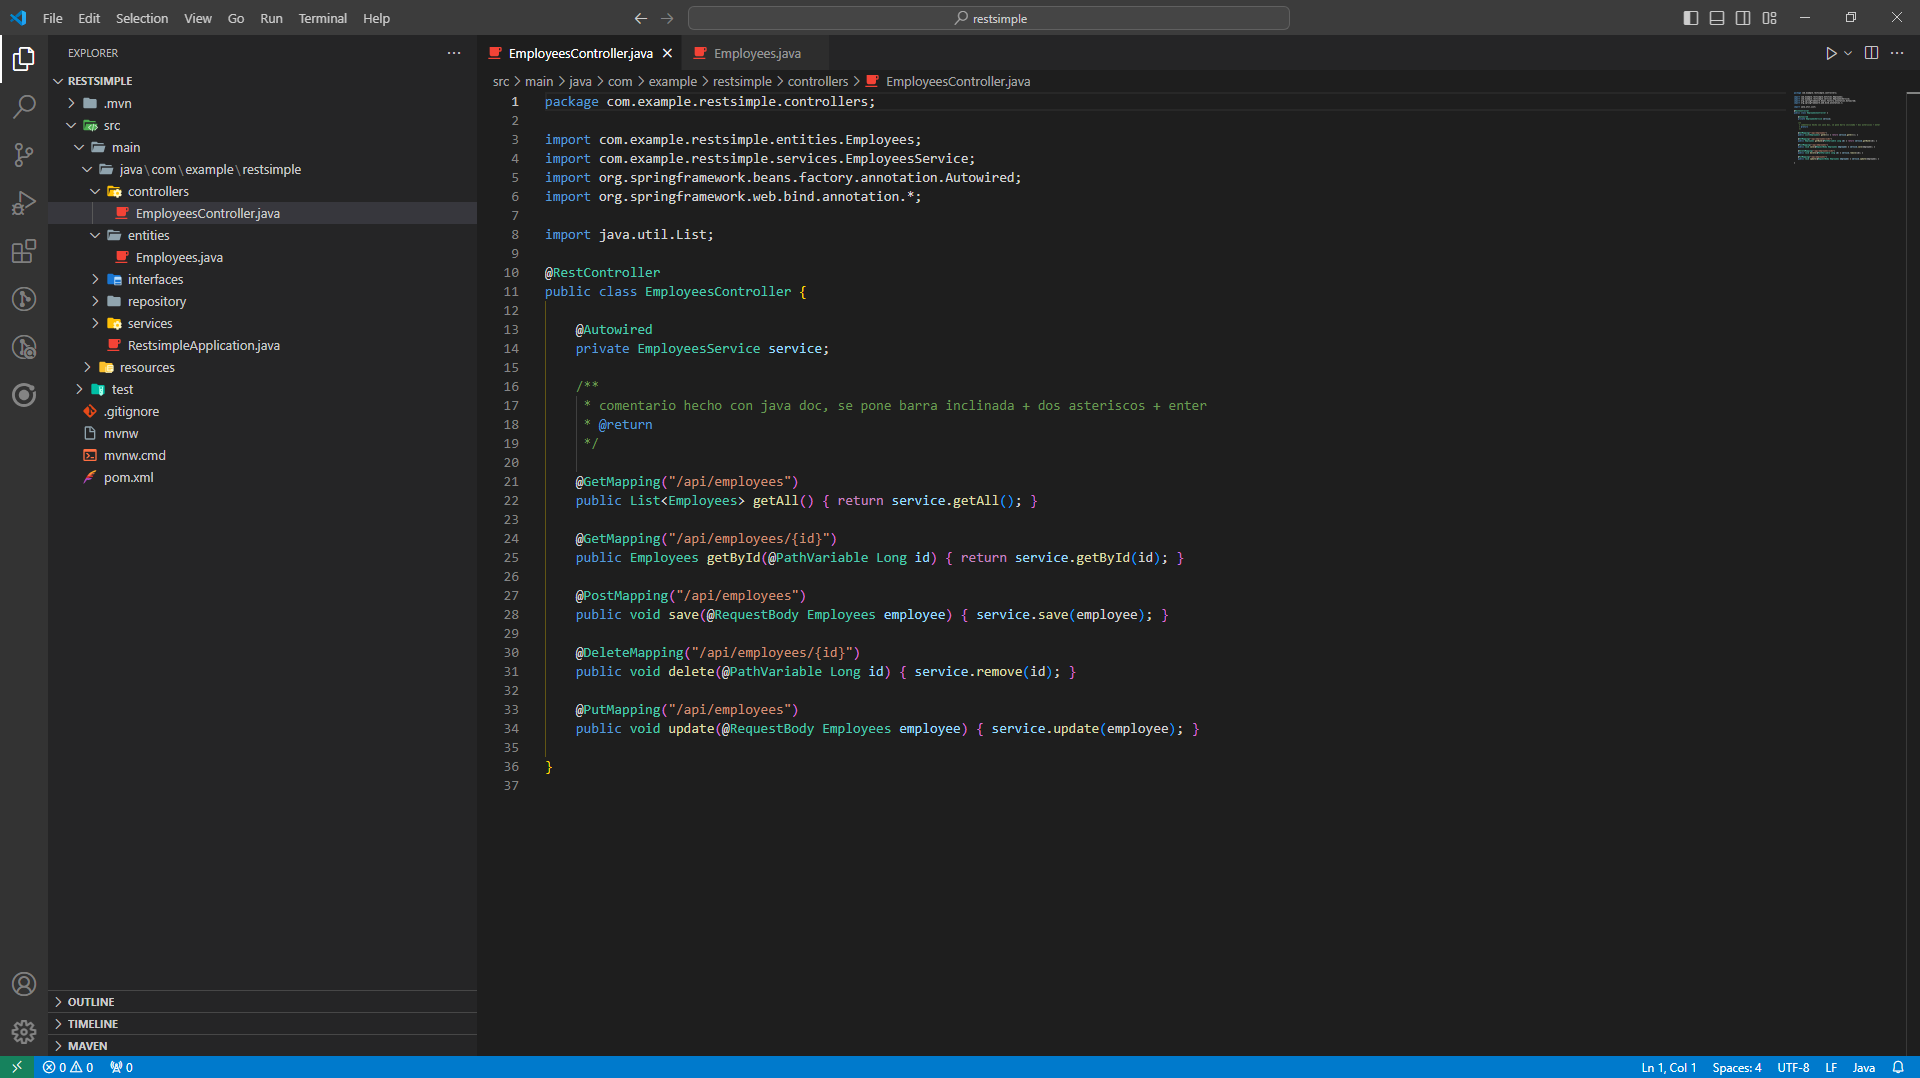 File Edit Selection View Go Run Terminal Help
restsimple
EXPLORER
RESTSIMPLE
.mvn
src
main
java\com\example\restsimple
controllers
EmployeesController.java
entities
Employees.java
interfaces
repository
services
RestsimpleApplication.java
resources
test
.gitignore
mvnw
mvnw.cmd
pom.xml
OUTLINE
TIMELINE
MAVEN
EmployeesController.java Employees.java
src > main > java > com > example > restsimple > controllers > EmployeesController.java
1 package com.example.restsimple.controllers;
2
3 import com.example.restsimple.entities.Employees;
4 import com.example.restsimple.services.EmployeesService;
5 import org.springframework.beans.factory.annotation.Autowired;
6 import org.springframework.web.bind.annotation.*;
7
8 import java.util.List;
9
10 @RestController
11 public class EmployeesController {
12
13 @Autowired
14 private EmployeesService service;
15
16 /**
17 * comentario hecho con java doc, se pone barra inclinada + dos asteriscos + enter
18 * @return
19 */
20
21 @GetMapping("/api/employees")
22 public List<Employees> getAll() { return service.getAll(); }
23
24 @GetMapping("/api/employees/{id}")
25 public Employees getById(@PathVariable Long id) { return service.getById(id); }
26
27 @PostMapping("/api/employees")
28 public void save(@RequestBody Employees employee) { service.save(employee); }
29
30 @DeleteMapping("/api/employees/{id}")
31 public void delete(@PathVariable Long id) { service.remove(id); }
32
33 @PutMapping("/api/employees")
34 public void update(@RequestBody Employees employee) { service.update(employee); }
35
36 }
37
0 0 0
Ln 1, Col 1 Spaces: 4 UTF-8 LF Java